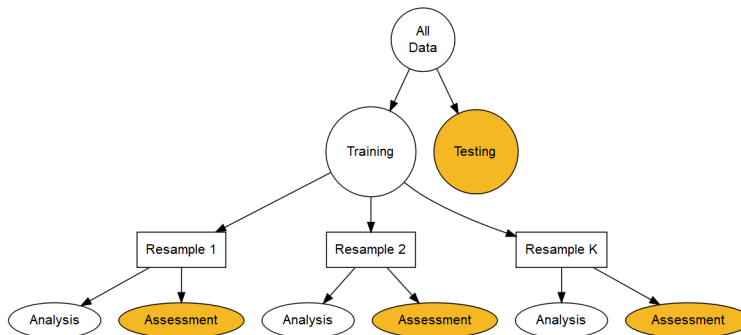 All
Data
Training
Testing
Resample 1
Resample 2
Resample K
Analysis
Assessment
Analysis
Assessment
Analysis
Assessment